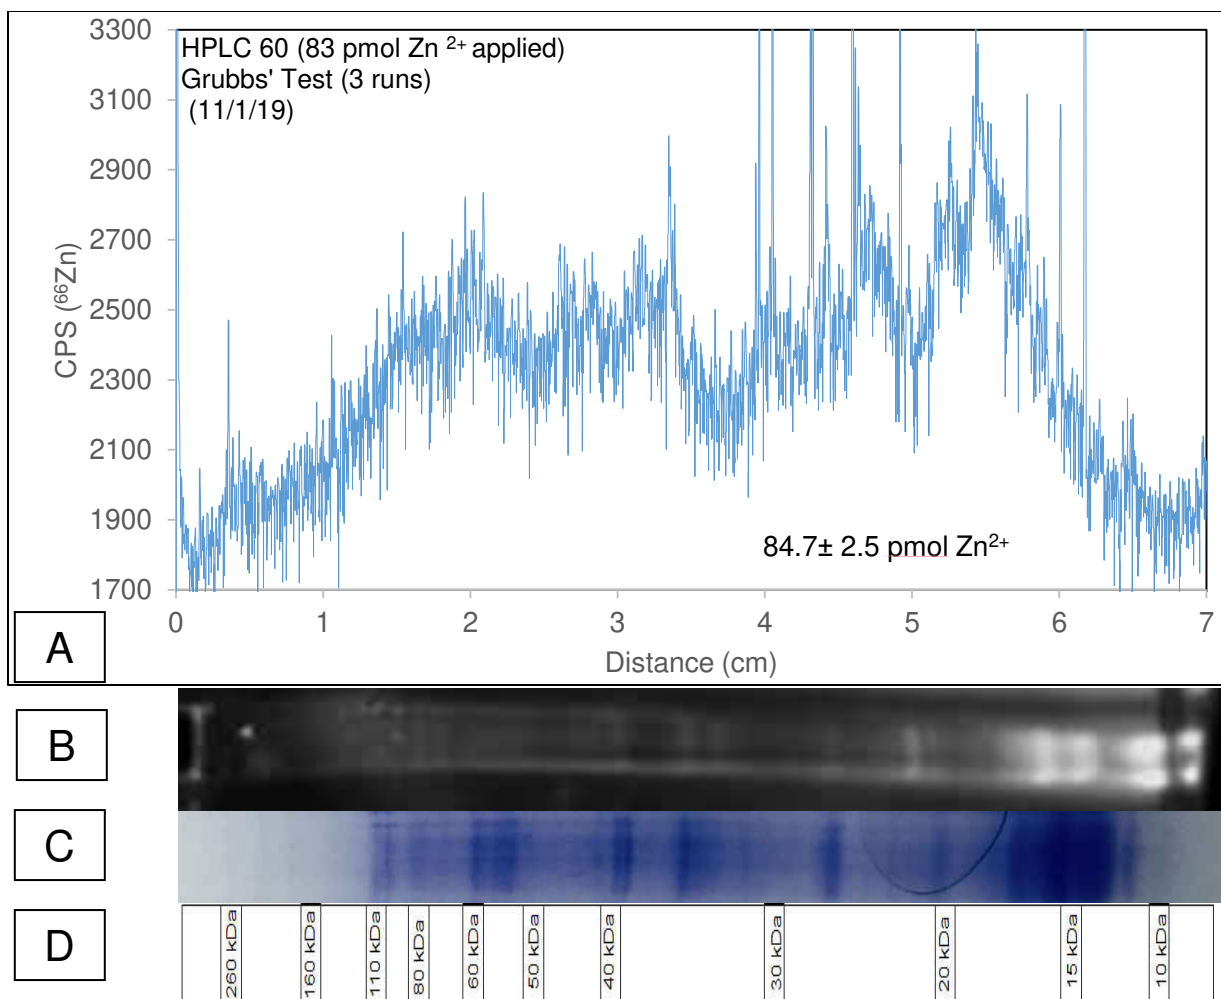 3300
3100
2900
2700
2500
2300
2100
1900
1700
CPS (⁶⁶Zn)
HPLC 60 (83 pmol Zn ²⁺ applied)
Grubbs' Test (3 runs)
(11/1/19)
84.7± 2.5 pmol Zn²⁺
0 1 2 3 4 5 6 7
Distance (cm)
A
B
C
D
260 kDa
160 kDa
110 kDa
80 kDa
60 kDa
50 kDa
40 kDa
30 kDa
20 kDa
15 kDa
10 kDa